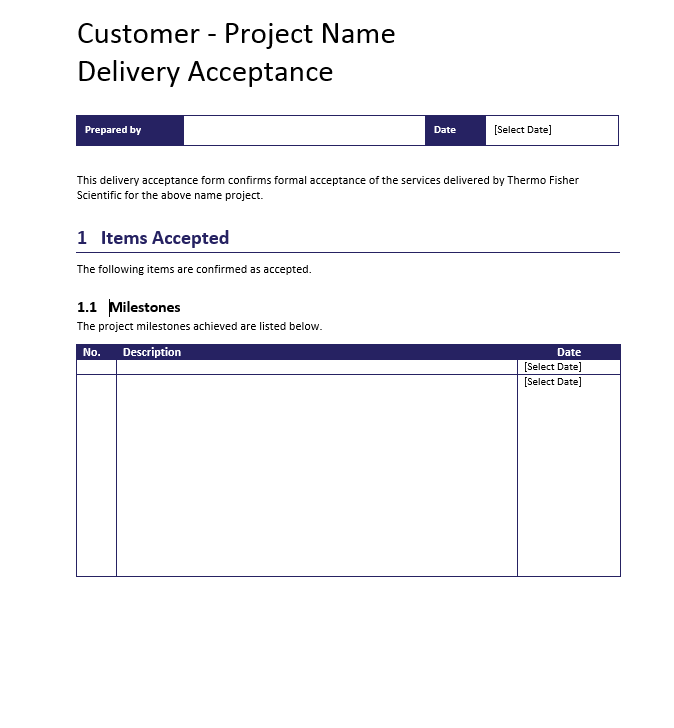 Customer - Project Name
Delivery Acceptance
Prepared by Date [Select Date]
This delivery acceptance form confirms formal acceptance of the services delivered by Thermo Fisher
Scientific for the above name project.
1 Items Accepted
The following items are confirmed as accepted.
1.1 Milestones
The project milestones achieved are listed below.
No. Description Date
[Select Date]
[Select Date]